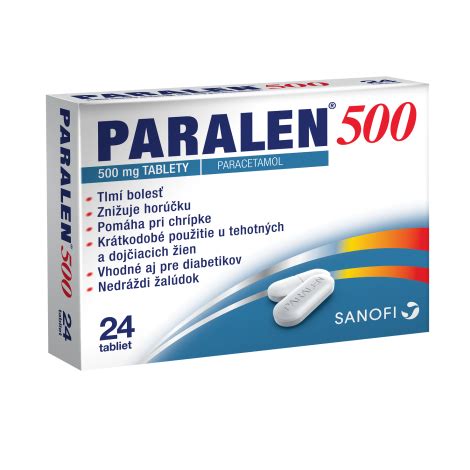 PARALEN® 500
500 mg TABLETY PARACETAMOL
• Tlmí bolesť
• Znižuje horúčku
• Pomáha pri chrípke
• Krátkodobé použitie u tehotných
a dojčiacich žien
• Vhodné aj pre diabetikov
• Nedráždi žalúdok
PARALEN
24
tabliet
SANOFI
PARALEN 500
24
tabliet